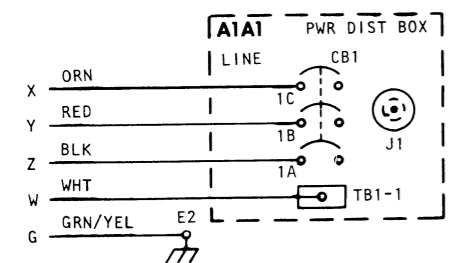 A1A1 PWR DIST BOX
LINE CB1
X ORN
1C
Y RED
1B
J1
Z BLK
1A
W WHT
TB1-1
G GRN/YEL E2